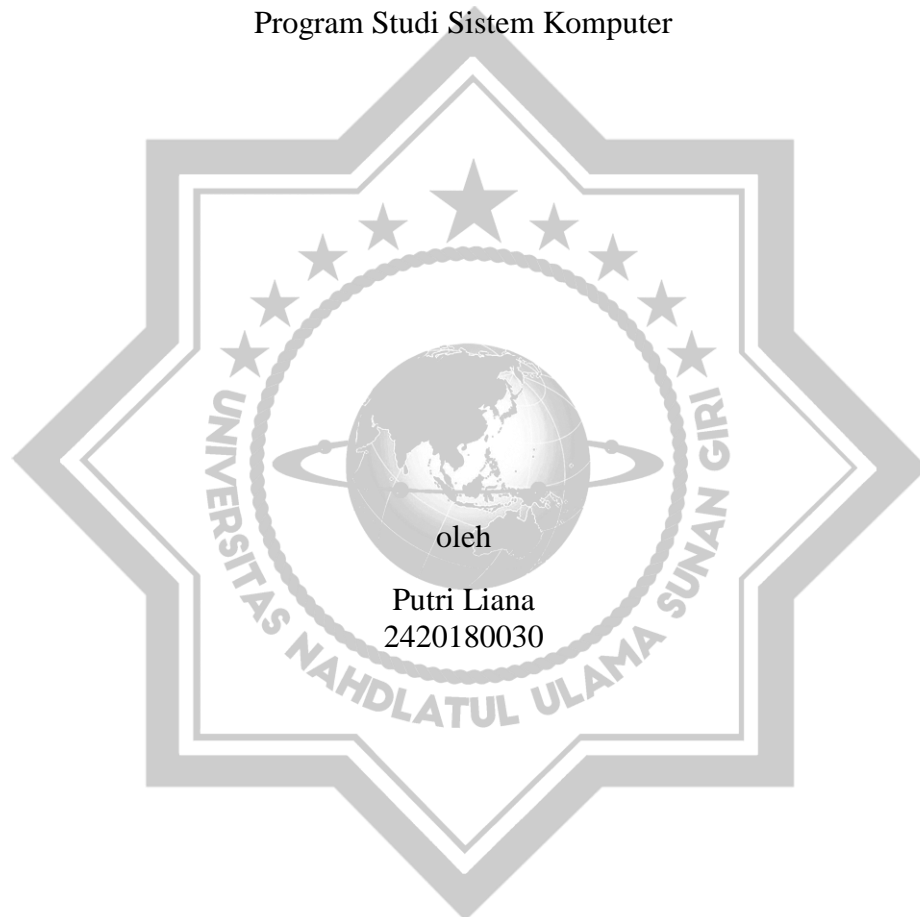 Program Studi Sistem Komputer
UNIVERSITAS NAHDLATUL ULAMA SUNAN GIRI
oleh
Putri Liana
2420180030